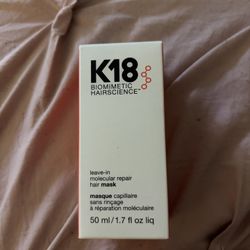 K18
BIOMIMETIC
HAIRSCIENCE
leave-in
molecular repair
hair mask
masque capillaire
sans rinçage
à réparation moléculaire
50 ml/1.7 fl oz liq